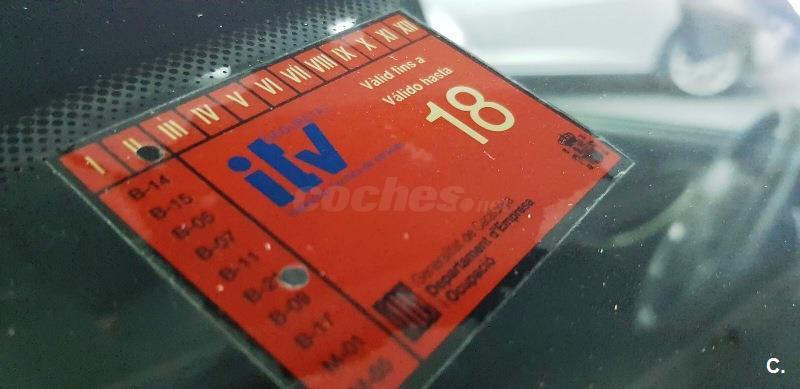 I II III IV V VI VII VIII IX X XI XII
Vàlid fins a
Válido hasta
18
itv
coches.net
B-14
B-15
B-05
B-07
B-11
B-09
B-17
M-01
Generalitat de Catalunya
Departament d'Empresa
i Ocupació
C.